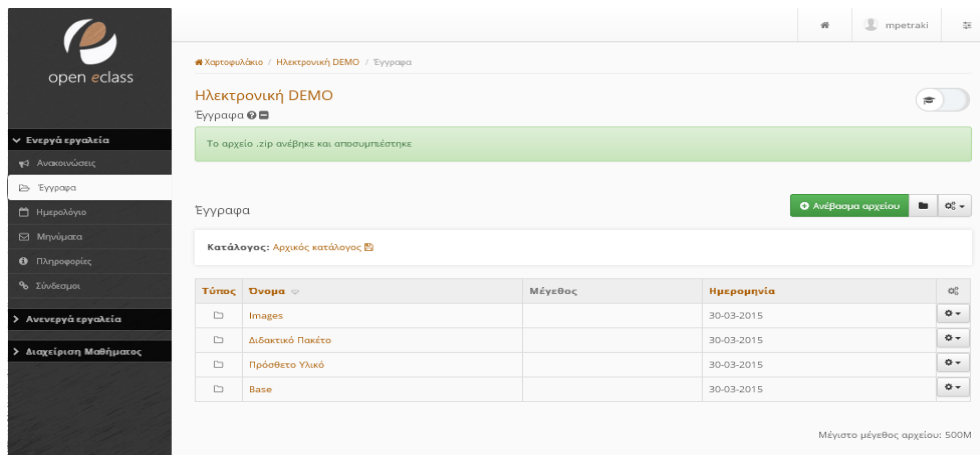 open eclass
mpetraki
Χαρτοφυλάκιο / Ηλεκτρονική DEMO / Έγγραφα
Ηλεκτρονική DEMO
Έγγραφα
Το αρχείο .zip ανέβηκε και αποσυμπιέστηκε
Ενεργά εργαλεία
Ανακοινώσεις
Έγγραφα
Ημερολόγιο
Μηνύματα
Πληροφορίες
Σύνδεσμοι
Ανενεργά εργαλεία
Διαχείριση Μαθήματος
Έγγραφα
Ανέβασμα αρχείου
Κατάλογος: Αρχικός κατάλογος
Τύπος Όνομα Μέγεθος Ημερομηνία
Images 30-03-2015
Διδακτικό Πακέτο 30-03-2015
Πρόσθετο Υλικό 30-03-2015
Base 30-03-2015
Μέγιστο μέγεθος αρχείου: 500M